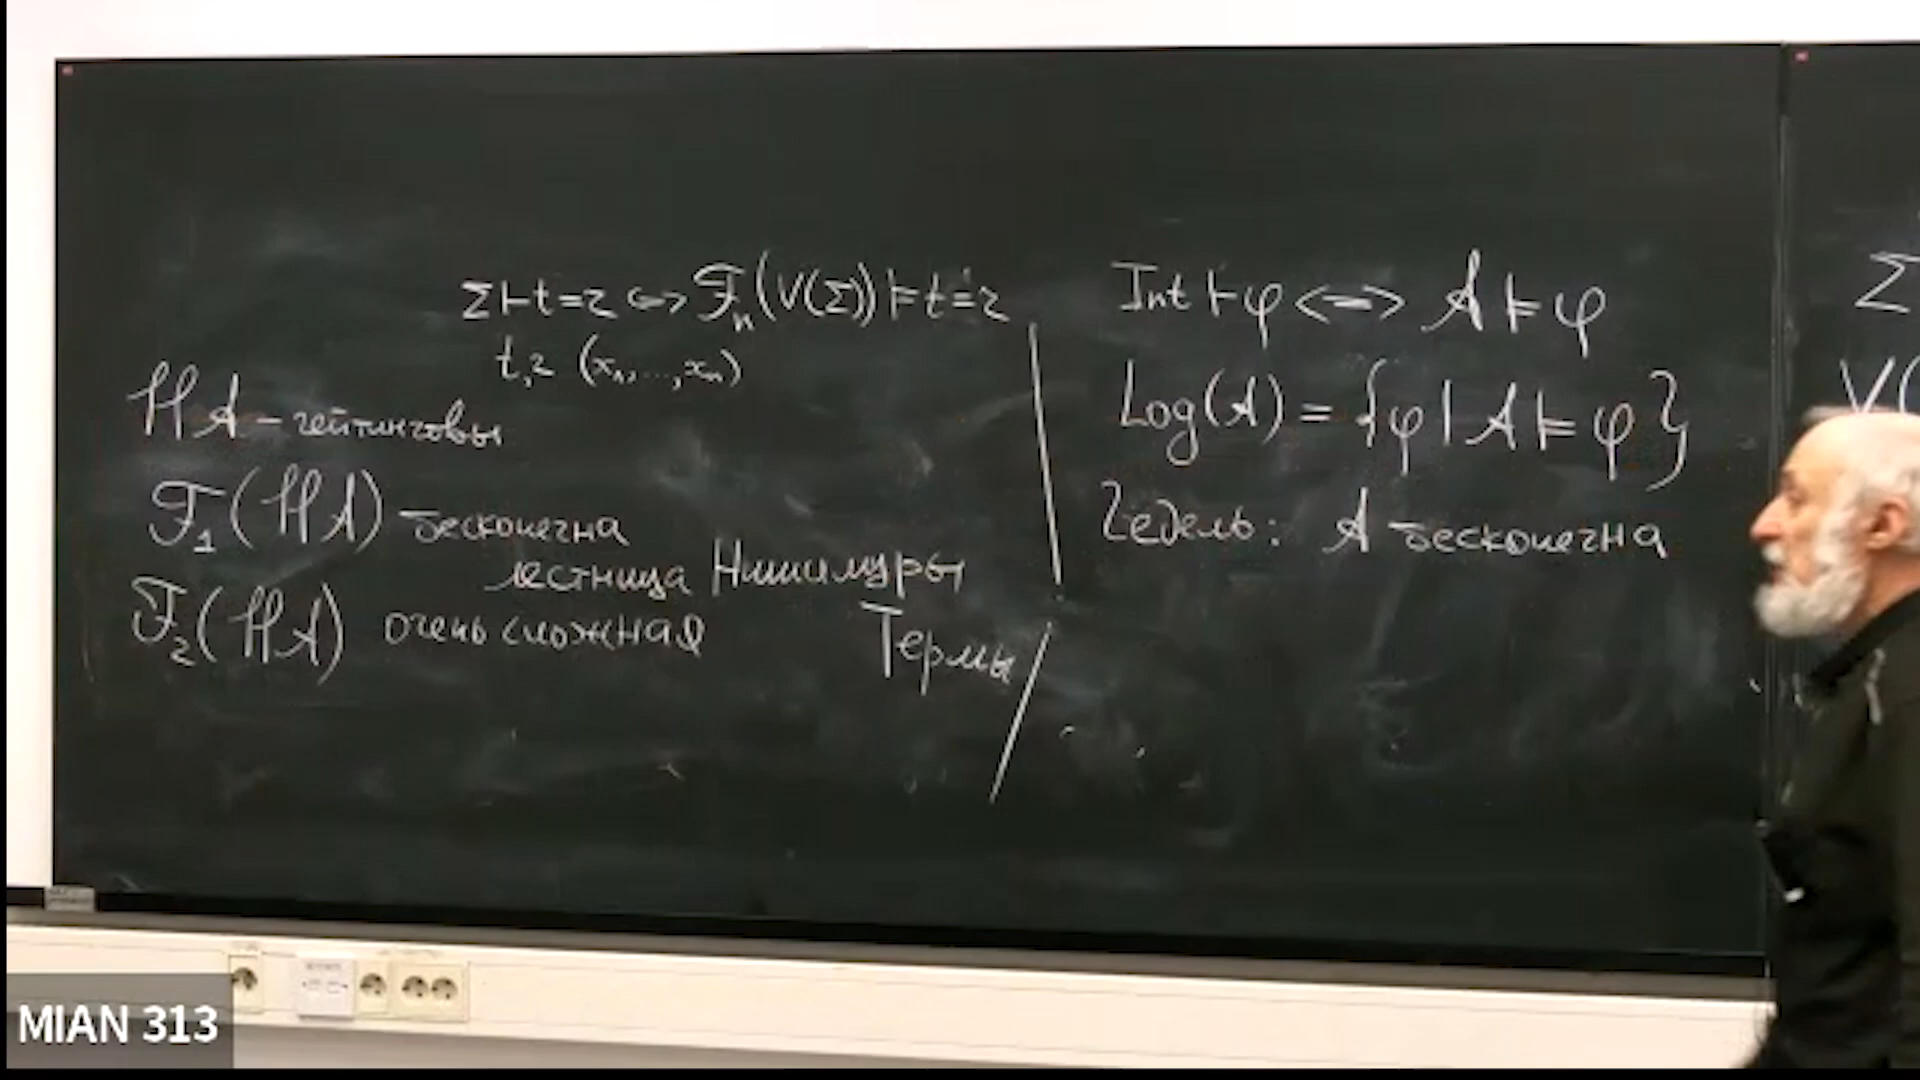 Σ ⊢ t = r <=> ℱₙ(V(Σ)) ⊨ t = r
t, r (x₁, ..., xₙ)
HA - гейтинговы
ℱ₁(HA) - бесконечна
лестница Нишимуры
ℱ₂(HA) очень сложная
Термы
Int ⊢ φ <=> A ⊨ φ
Log(A) = {φ | A ⊨ φ}
Гедель: A бесконечна
Σ
V(
MIAN 313